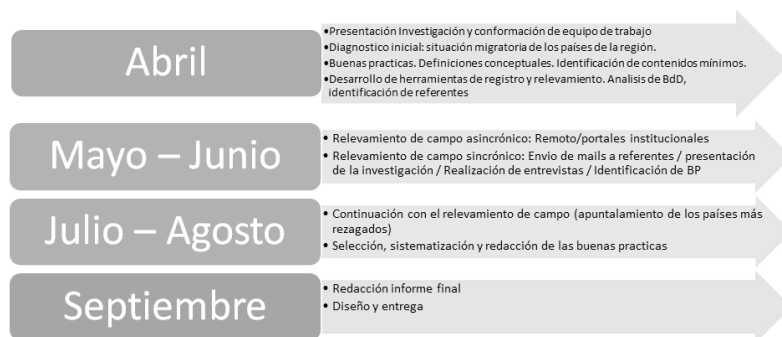 Abril
•Presentación Investigación y conformación de equipo de trabajo
•Diagnostico inicial: situación migratoria de los países de la región.
•Buenas practicas. Definiciones conceptuales. Identificación de contenidos mínimos.
•Desarrollo de herramientas de registro y relevamiento. Analisis de BdD,
identificación de referentes
Mayo – Junio
• Relevamiento de campo asincrónico: Remoto/portales institucionales
• Relevamiento de campo sincrónico: Envio de mails a referentes / presentación
de la investigación / Realización de entrevistas / Identificación de BP
Julio – Agosto
• Continuación con el relevamiento de campo (apuntalamiento de los países más
rezagados)
• Selección, sistematización y redacción de las buenas practicas
Septiembre
• Redacción informe final
• Diseño y entrega